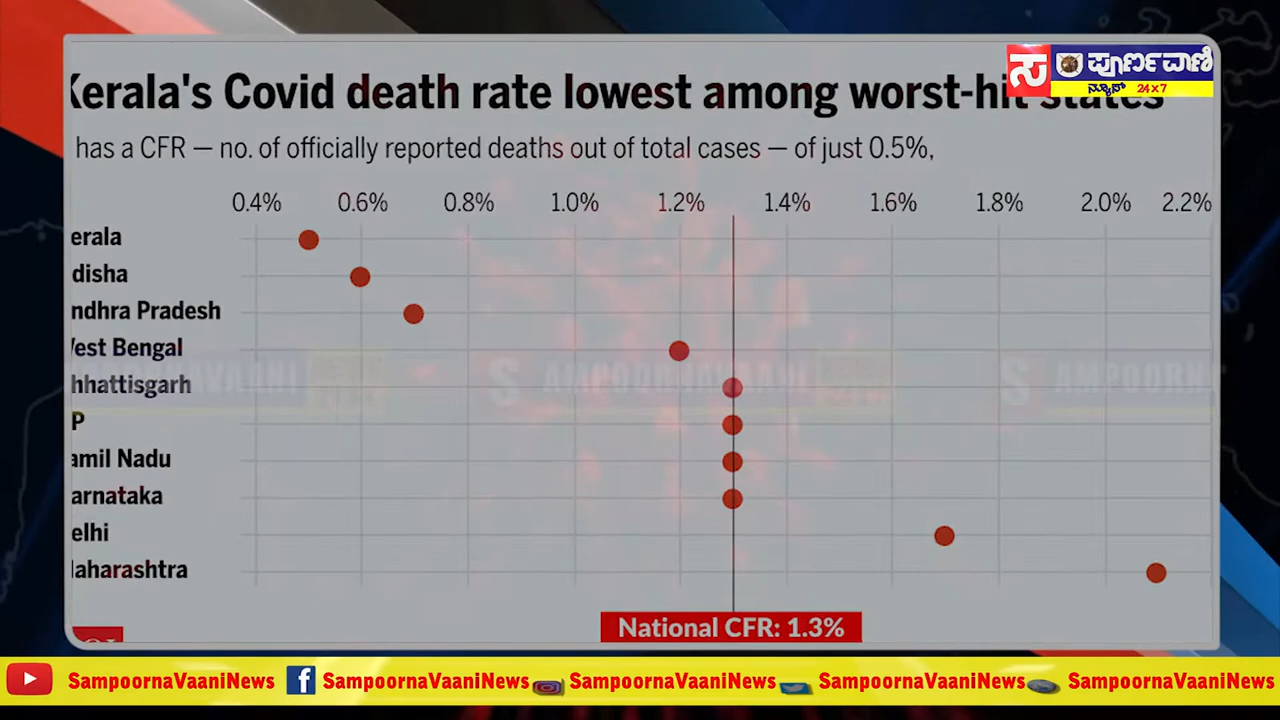 Kerala's Covid death rate lowest among worst-hit states
ಸಂಪೂರ್ಣವಾಣಿ
ನ್ಯೂಸ್ 24x7
has a CFR — no. of officially reported deaths out of total cases — of just 0.5%,
0.4% 0.6% 0.8% 1.0% 1.2% 1.4% 1.6% 1.8% 2.0% 2.2%
erala
disha
ndhra Pradesh
est Bengal
hhattisgarh
P
amil Nadu
arnataka
elhi
aharashtra
National CFR: 1.3%
SampoornaVaaniNews SampoornaVaaniNews SampoornaVaaniNews SampoornaVaaniNews SampoornaVaaniNews